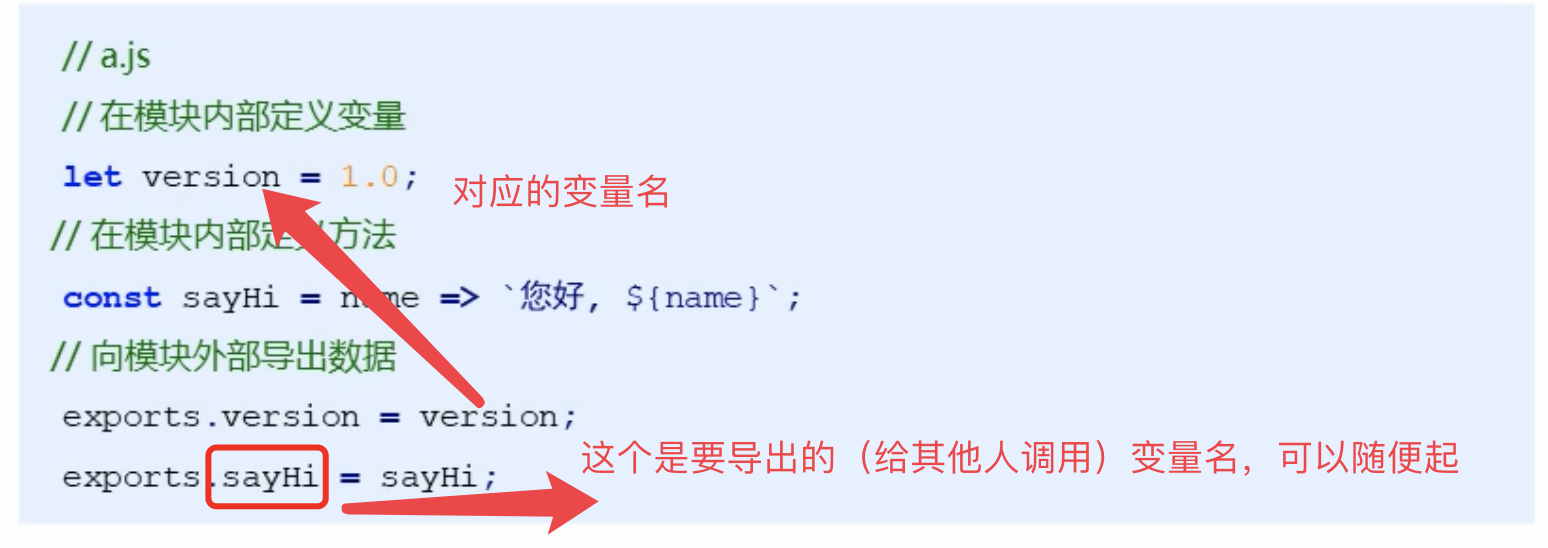 // a.js
// 在模块内部定义变量
let version = 1.0;
对应的变量名
// 在模块内部定义方法
const sayHi = name => `您好, ${name}`;
// 向模块外部导出数据
exports.version = version;
这个是要导出的（给其他人调用）变量名，可以随便起
exports.sayHi = sayHi;